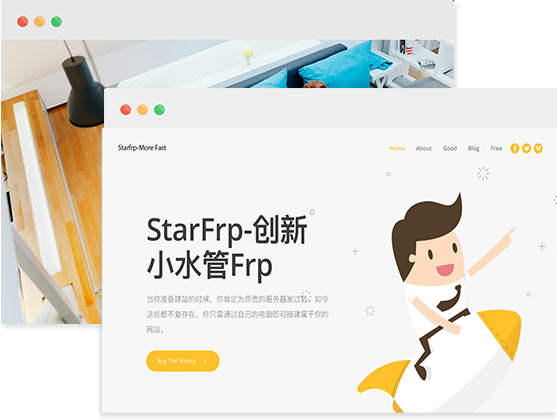 Starfrp-More Fast
Home About Good Blog Free
StarFrp-创新
小水管Frp
当你准备建站的时候，你肯定为昂贵的服务器发过愁，如今
这些都不复存在，你只需通过自己的电脑即可搭建属于你的
网站。
Buy The Starfrp